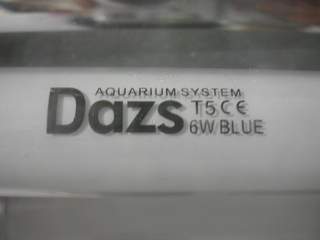 AQUARIUM SYSTEM
Dazs T5 CE
6W BLUE